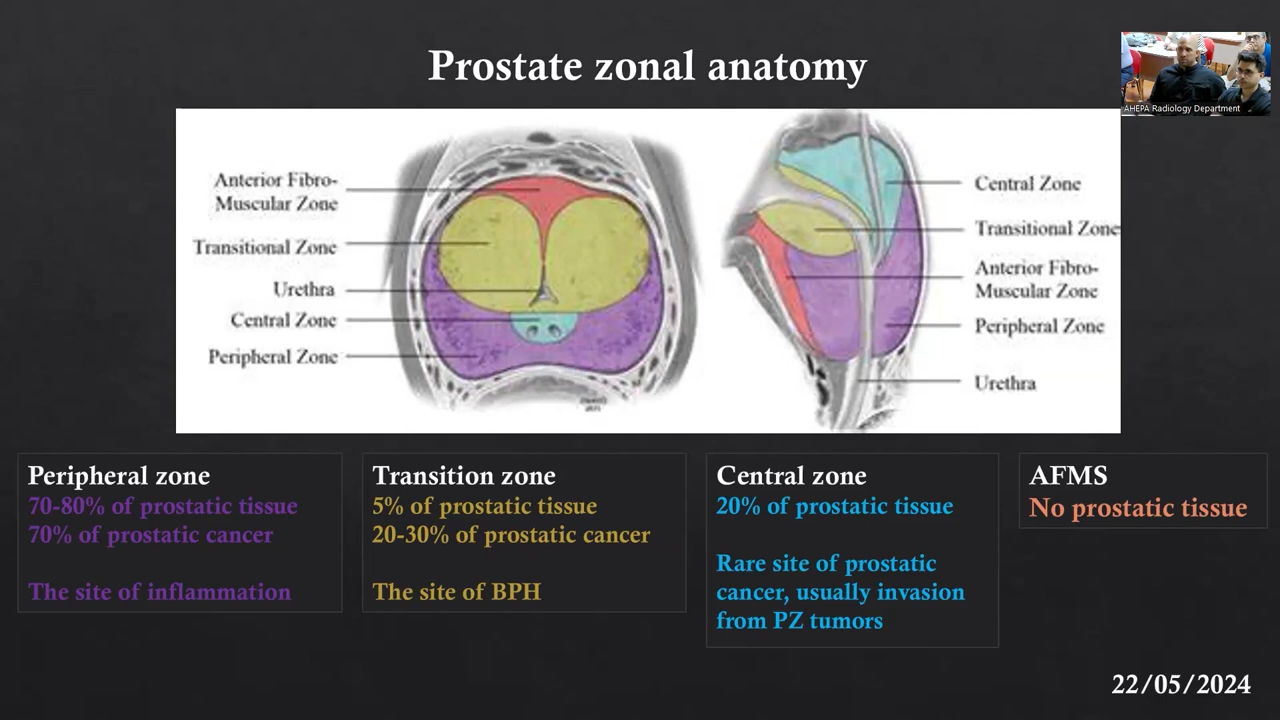 Prostate zonal anatomy
AHEPA Radiology Department
Anterior Fibro-
Muscular Zone
Transitional Zone
Urethra
Central Zone
Peripheral Zone
Central Zone
Transitional Zone
Anterior Fibro-
Muscular Zone
Peripheral Zone
Urethra
Peripheral zone
70-80% of prostatic tissue
70% of prostatic cancer
The site of inflammation
Transition zone
5% of prostatic tissue
20-30% of prostatic cancer
The site of BPH
Central zone
20% of prostatic tissue
Rare site of prostatic
cancer, usually invasion
from PZ tumors
AFMS
No prostatic tissue
22/05/2024